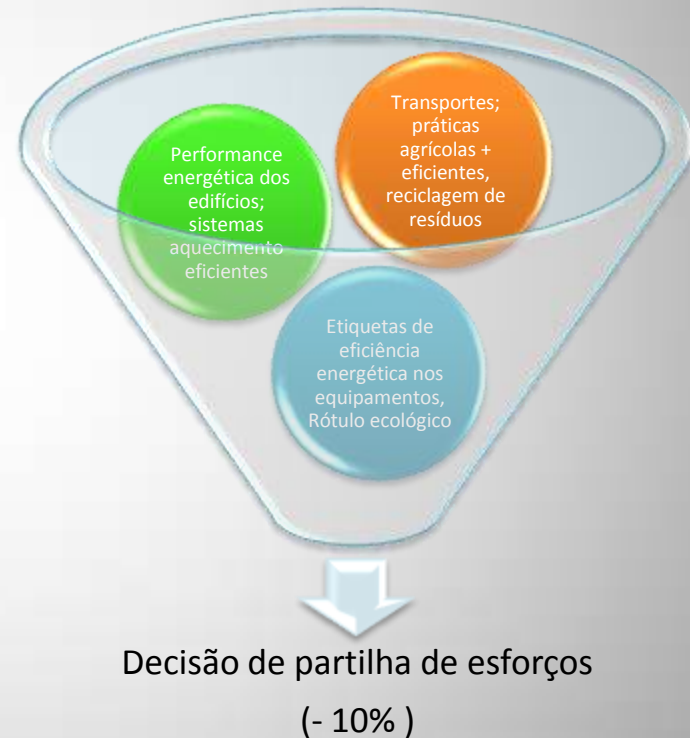 Transportes;
práticas
agrícolas +
eficientes,
reciclagem de
resíduos
Performance
energética dos
edifícios;
sistemas
aquecimento
eficientes
Etiquetas de
eficiência
energética nos
equipamentos,
Rótulo ecológico
Decisão de partilha de esforços
(- 10% )